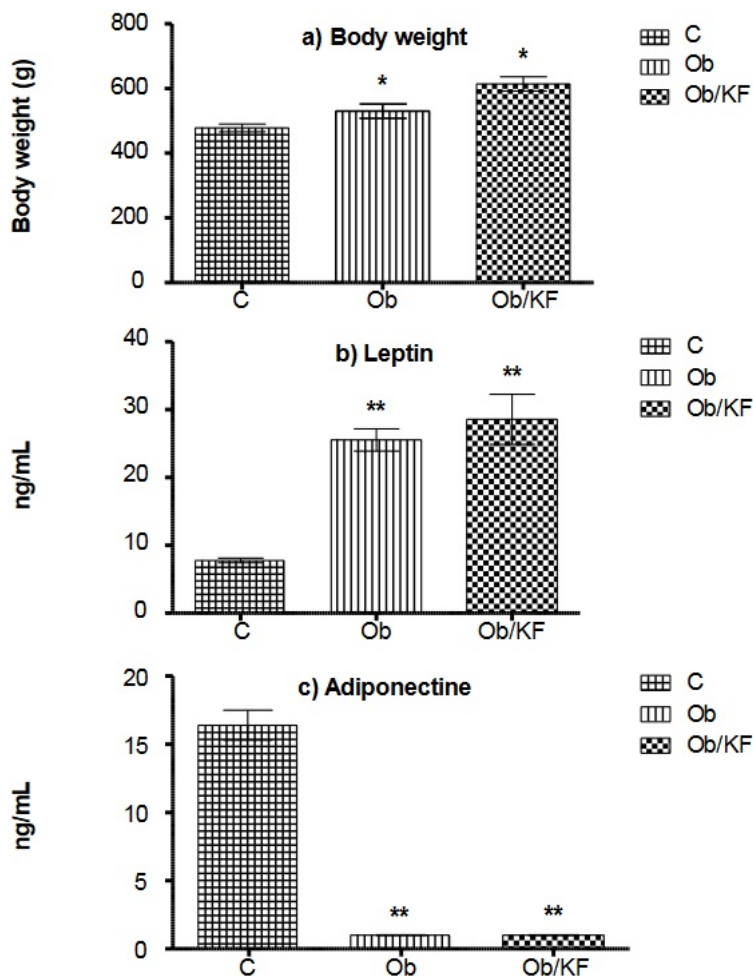 a) Body weight
Body weight (g)
800
600
400
200
0
*
*
C
Ob
Ob/KF
C
Ob
Ob/KF
b) Leptin
ng/mL
40
30
20
10
0
**
**
C
Ob
Ob/KF
C
Ob
Ob/KF
c) Adiponectine
ng/mL
20
15
10
5
0
**
**
C
Ob
Ob/KF
C
Ob
Ob/KF